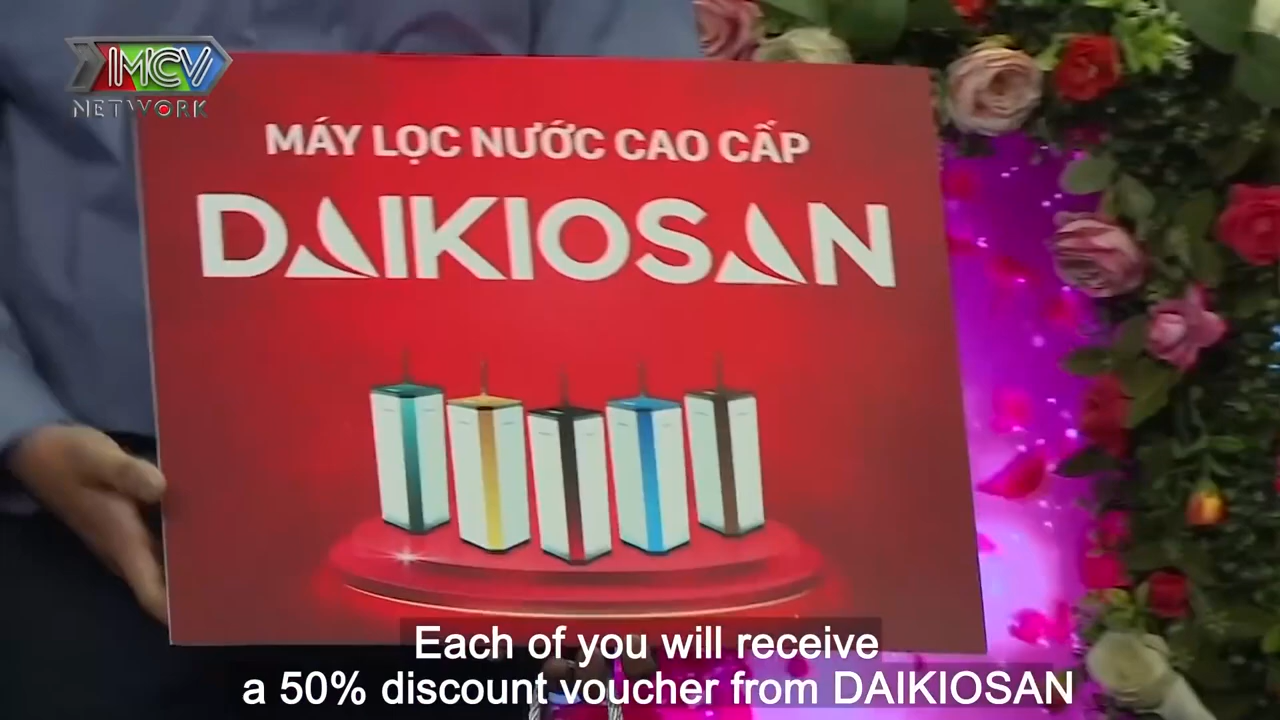 MCV
NETWORK
MÁY LỌC NƯỚC CAO CẤP
DAIKIOSAN
Each of you will receive
a 50% discount voucher from DAIKIOSAN